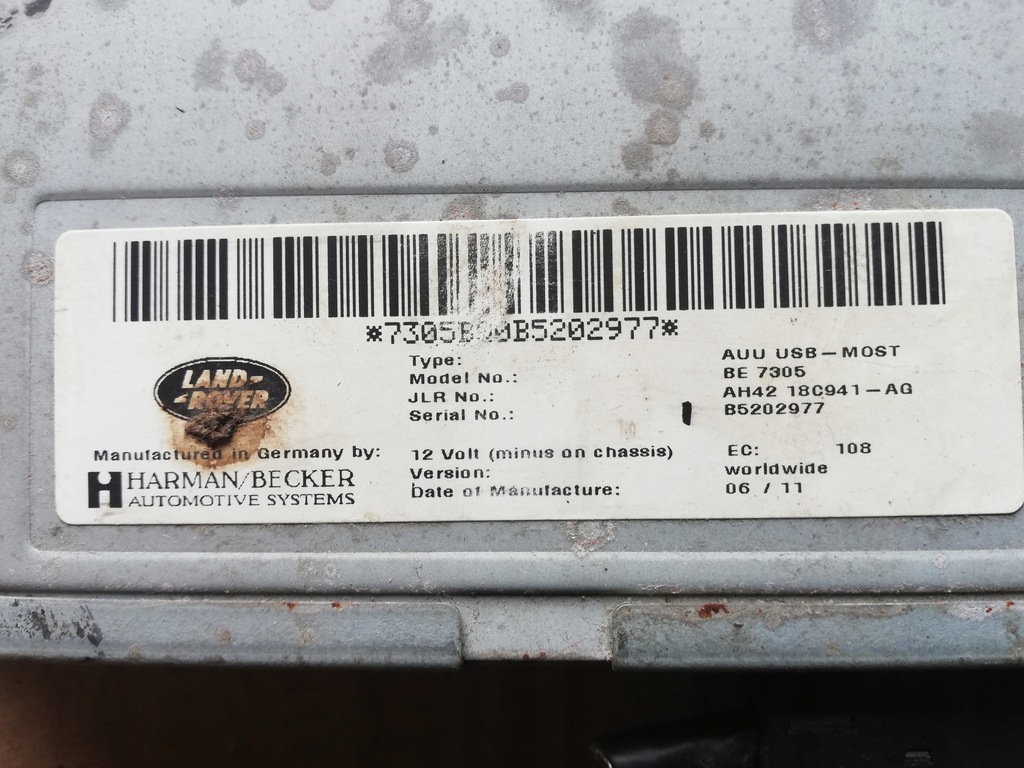 *7305B00B5202977*
LAND-
-ROVER
Type: AUU USB-MOST
Model No.: BE 7305
JLR No.: AH42 18C941-AG
Serial No.: B5202977
Manufactured in Germany by: 12 Volt (minus on chassis) EC: 108
HARMAN/BECKER Version: worldwide
AUTOMOTIVE SYSTEMS Date of Manufacture: 06 / 11